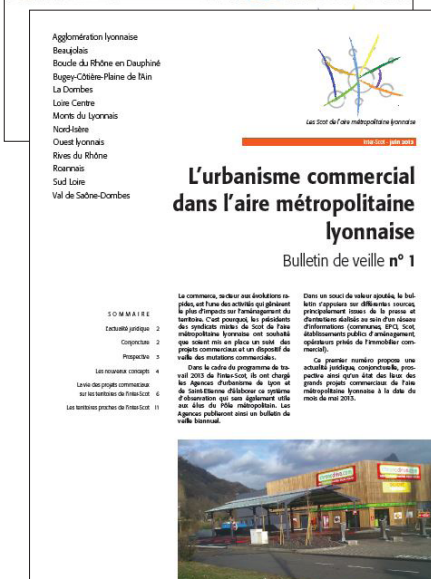 Agglomération lyonnaise
Beaujolais
Boucle du Rhône en Dauphiné
Bugey-Côtière-Plaine de l'Ain
La Dombes
Loire Centre
Monts du Lyonnais
Nord-Isère
Ouest lyonnais
Rives du Rhône
Roannais
Sud Loire
Val de Saône-Dombes
Les Scot de l'aire métropolitaine lyonnaise
Inter-Scot - juin 2013
L'urbanisme commercial
dans l'aire métropolitaine
lyonnaise
Bulletin de veille n° 1
SOMMAIRE
L'actualité juridique 2
Conjoncture 2
Prospective 3
Les nouveaux concepts 4
La vie des projets commerciaux
sur les territoires de l'Inter-Scot 6
Les territoires proches de l'Inter-Scot 11
Le commerce, secteur aux évolutions ra-
pides, est l'une des activités qui génèrent
le plus d'impacts sur l'aménagement du
territoire. C'est pourquoi, les présidents
des syndicats mixtes de Scot de l'aire
métropolitaine lyonnaise ont souhaité
que soient mis en place un suivi des
projets commerciaux et un dispositif de
veille des mutations commerciales.
Dans le cadre du programme de tra-
vail 2013 de l'Inter-Scot, ils ont chargé
les Agences d'urbanisme de Lyon et
de Saint-Etienne d'élaborer ce système
d'observation qui sera également utile
aux élus du Pôle métropolitain. Les
Agences publieront ainsi un bulletin de
veille biannuel.
Dans un souci de valeur ajoutée, le bul-
letin s'appuiera sur différentes sources,
principalement issues de la presse et
d'entretiens réalisés au sein d'un réseau
d'informations (communes, EPCI, Scot,
établissements publics d'aménagement,
opérateurs privés de l'immobilier com-
mercial).
Ce premier numéro propose une
actualité juridique, conjoncturelle, pros-
pective ainsi qu'un état des lieux des
grands projets commerciaux de l'aire
métropolitaine lyonnaise à la date du
mois de mai 2013.